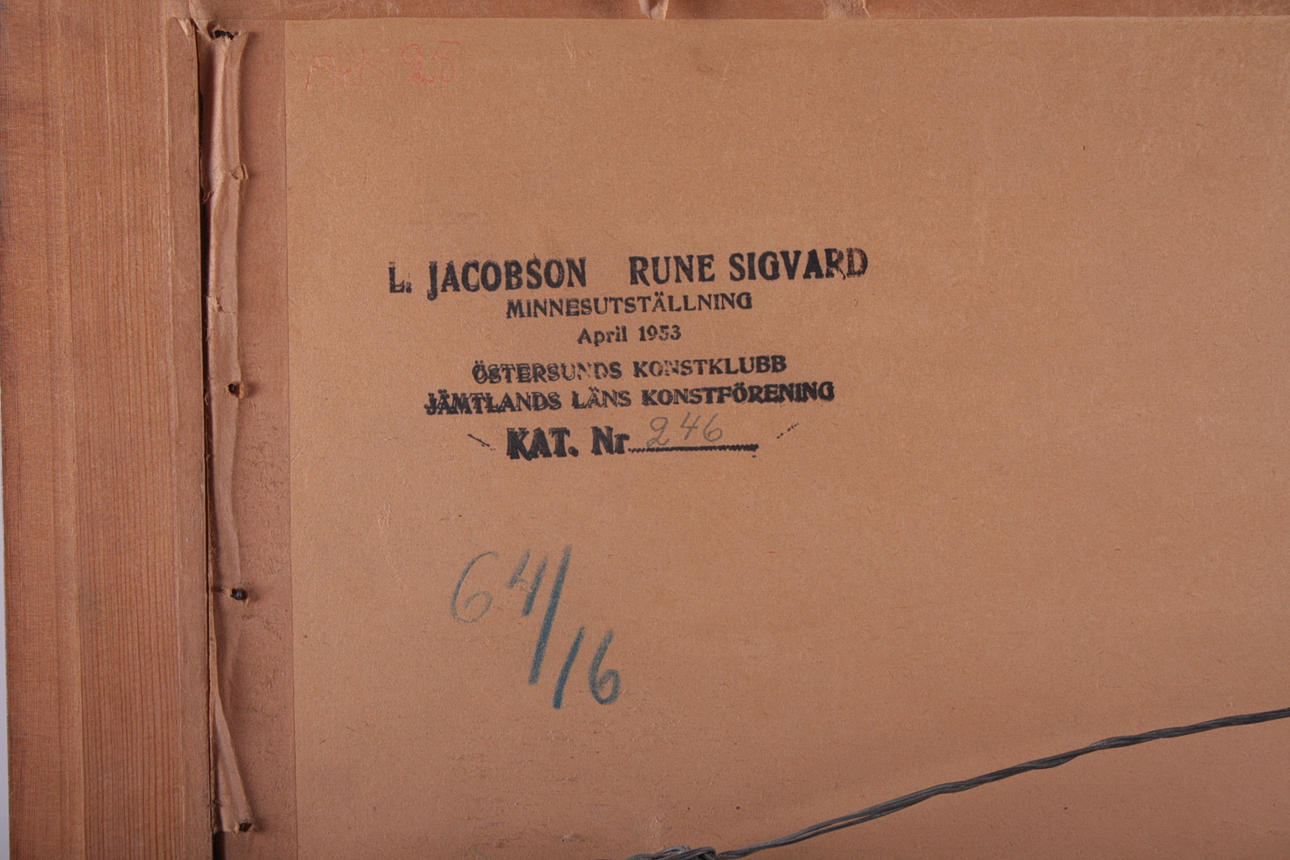 L. JACOBSON RUNE SIGVARD
MINNESUTSTÄLLNING
April 1953
ÖSTERSUNDS KONSTKLUBB
JÄMTLANDS LÄNS KONSTFÖRENING
KAT. Nr 246
64/16